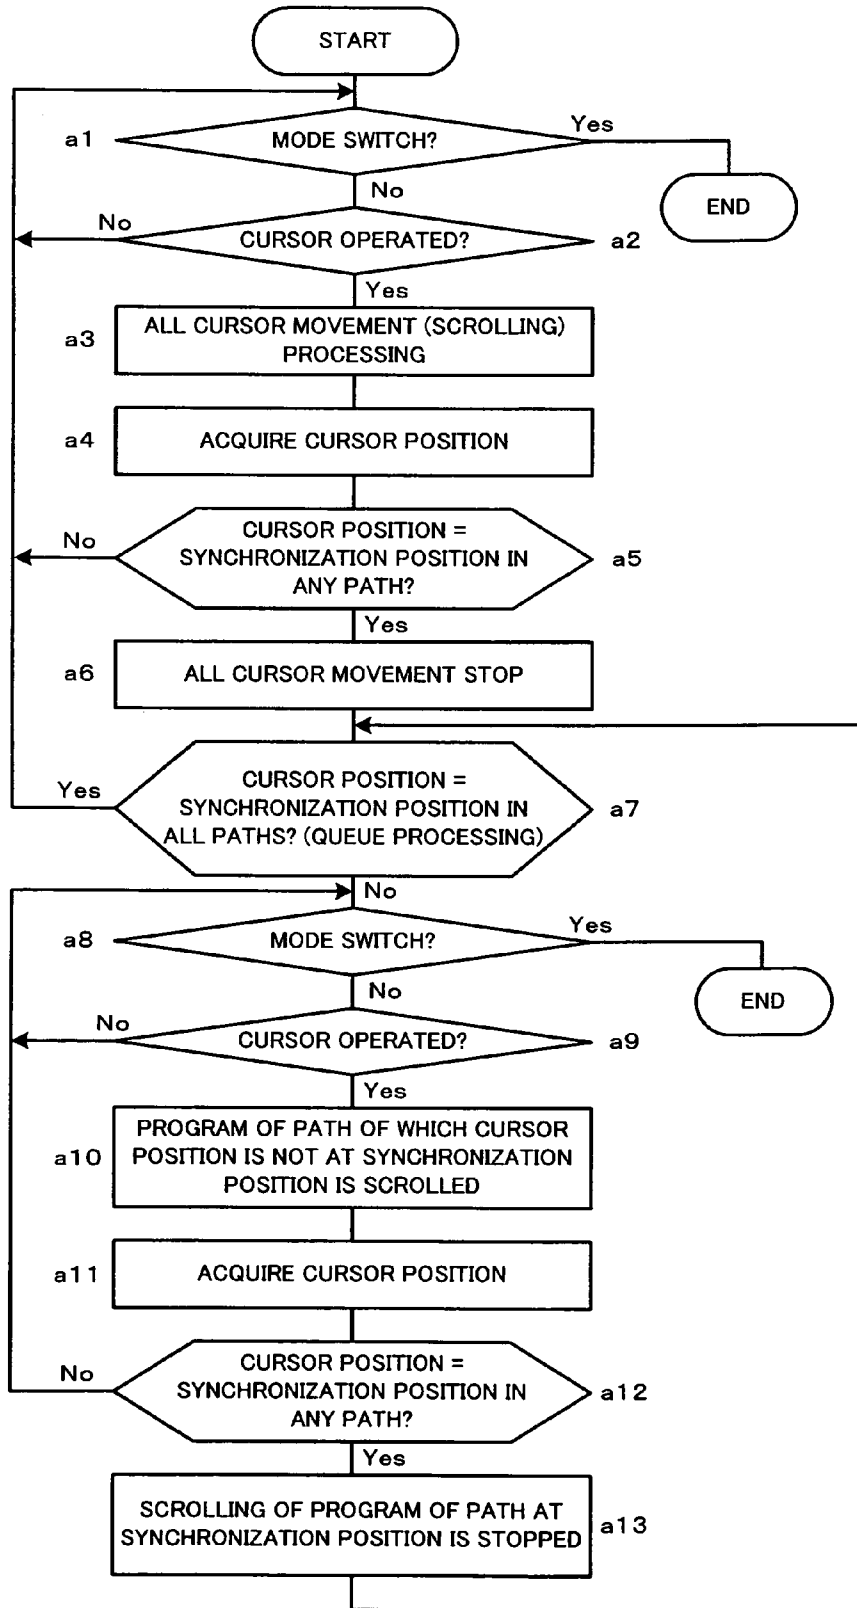 START
a1
MODE SWITCH?
Yes
END
No
No
CURSOR OPERATED?
a2
Yes
a3
ALL CURSOR MOVEMENT (SCROLLING)
PROCESSING
a4
ACQUIRE CURSOR POSITION
No
CURSOR POSITION =
SYNCHRONIZATION POSITION IN
ANY PATH?
a5
Yes
a6
ALL CURSOR MOVEMENT STOP
Yes
CURSOR POSITION =
SYNCHRONIZATION POSITION IN
ALL PATHS? (QUEUE PROCESSING)
a7
No
a8
MODE SWITCH?
Yes
END
No
No
CURSOR OPERATED?
a9
Yes
a10
PROGRAM OF PATH OF WHICH CURSOR
POSITION IS NOT AT SYNCHRONIZATION
POSITION IS SCROLLED
a11
ACQUIRE CURSOR POSITION
No
CURSOR POSITION =
SYNCHRONIZATION POSITION IN
ANY PATH?
a12
Yes
SCROLLING OF PROGRAM OF PATH AT
SYNCHRONIZATION POSITION IS STOPPED
a13